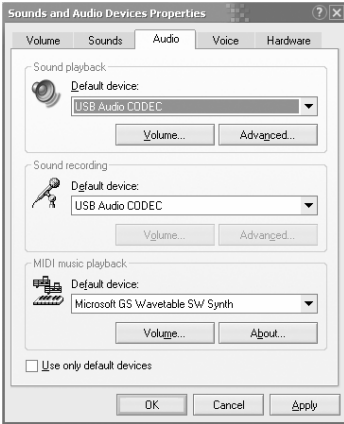 Sounds and Audio Devices Properties
Volume Sounds Audio Voice Hardware
Sound playback
Default device:
USB Audio CODEC
Volume... Advanced...
Sound recording
Default device:
USB Audio CODEC
Volume... Advanced...
MIDI music playback
Default device:
Microsoft GS Wavetable SW Synth
Volume... About...
Use only default devices
OK Cancel Apply